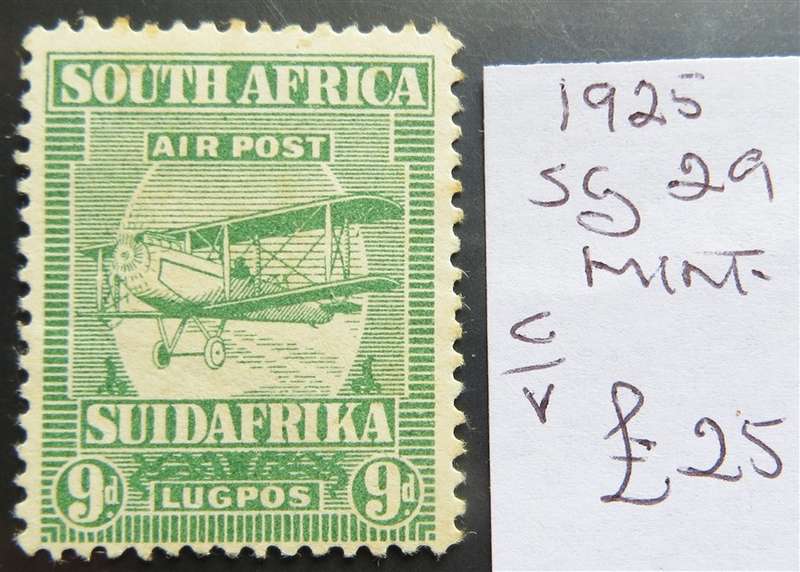 SOUTH AFRICA
AIR POST
SUIDAFRIKA
9d LUGPOS 9d
1925
SG 29
MINT.
C/V
£25